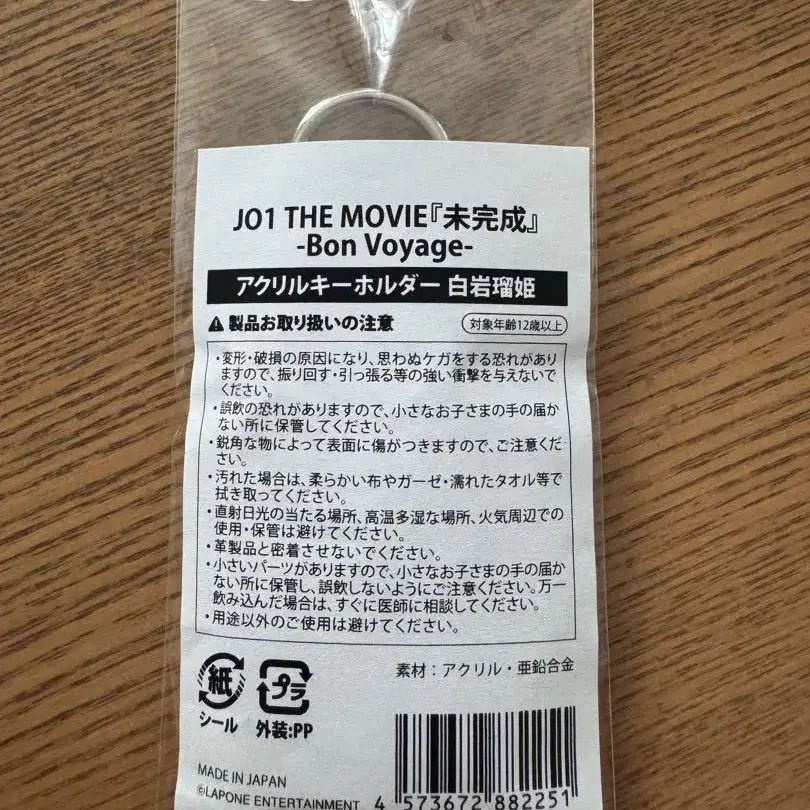 JO1 THE MOVIE『未完成』
-Bon Voyage-
アクリルキーホルダー 白岩瑠姫
製品お取り扱いの注意
対象年齢12歳以上
・変形・破損の原因になり、思わぬケガをする恐れがあり
ますので、振り回す・引っ張る等の強い衝撃を与えないで
ください。
・誤飲の恐れがありますので、小さなお子さまの手の届か
ない所に保管してください。
・鋭角な物によって表面に傷がつきますので、ご注意くださ
い。
・汚れた場合は、柔らかい布やガーゼ・濡れたタオル等で
拭き取ってください。
・直射日光の当たる場所、高温多湿な場所、火気周辺での
使用・保管は避けてください。
・革製品と密着させないでください。
・小さいパーツがありますので、小さなお子さまの手の届か
ない所に保管し、誤飲しないようにご注意ください。万一
飲み込んだ場合は、すぐに医師に相談してください。
・用途以外のご使用は避けてください。
素材：アクリル・亜鉛合金
紙
シール
プラ
外装:PP
MADE IN JAPAN
©LAPONE ENTERTAINMENT
4 573672 882251